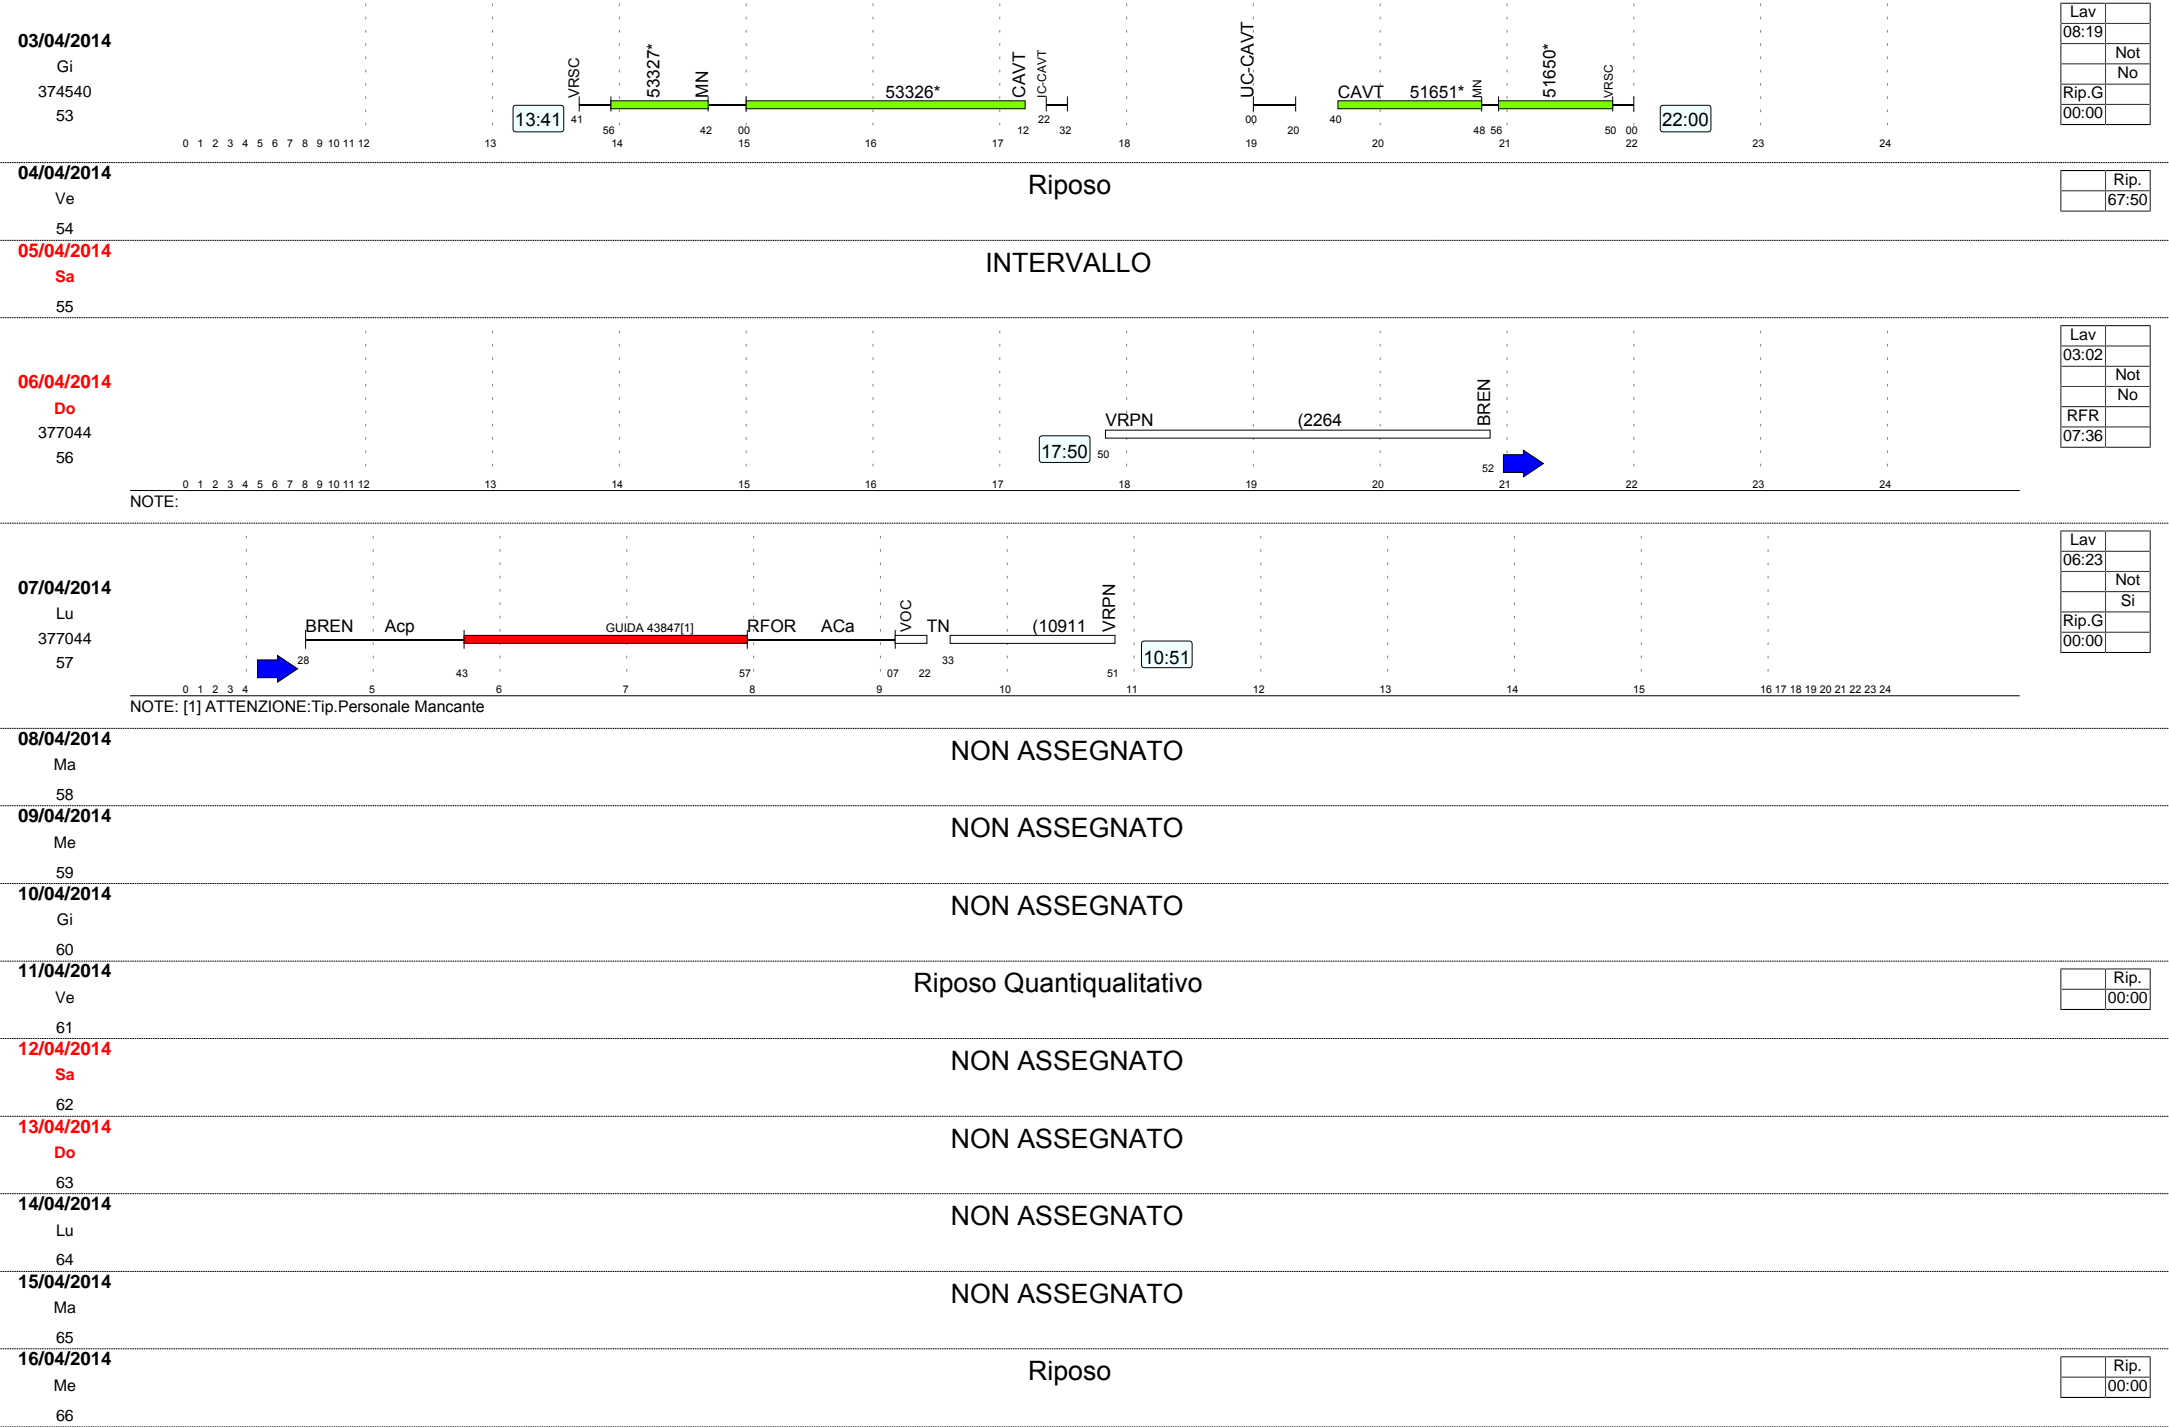 03/04/2014
Gi
374540
53
13:41
VRSC
53327*
MN
53326*
CAVT
UC-CAVT
CAVT
51651*
MN
51650*
VRSC
22:00
41
56
42
00
12
22
32
00
20
40
48
56
50
00
0 1 2 3 4 5 6 7 8 9 10 11 12 13 14 15 16 17 18 19 20 21 22 23 24
Lav
08:19
Not
No
Rip.G
00:00
04/04/2014
Ve
54
Riposo
Rip.
67:50
05/04/2014
Sa
55
INTERVALLO
06/04/2014
Do
377044
56
17:50
VRPN
(2264
BREN
50
52
0 1 2 3 4 5 6 7 8 9 10 11 12 13 14 15 16 17 18 19 20 21 22 23 24
NOTE:
Lav
03:02
Not
No
RFR
07:36
07/04/2014
Lu
377044
57
BREN
Acp
GUIDA 43847[1]
RFOR
ACa
VOC
TN
(10911
VRPN
10:51
28
43
57
07
22
33
51
0 1 2 3 4 5 6 7 8 9 10 11 12 13 14 15 16 17 18 19 20 21 22 23 24
NOTE: [1] ATTENZIONE:Tip.Personale Mancante
Lav
06:23
Not
Si
Rip.G
00:00
08/04/2014
Ma
58
NON ASSEGNATO
09/04/2014
Me
59
NON ASSEGNATO
10/04/2014
Gi
60
NON ASSEGNATO
11/04/2014
Ve
61
Riposo Quantiqualitativo
Rip.
00:00
12/04/2014
Sa
62
NON ASSEGNATO
13/04/2014
Do
63
NON ASSEGNATO
14/04/2014
Lu
64
NON ASSEGNATO
15/04/2014
Ma
65
NON ASSEGNATO
16/04/2014
Me
66
Riposo
Rip.
00:00